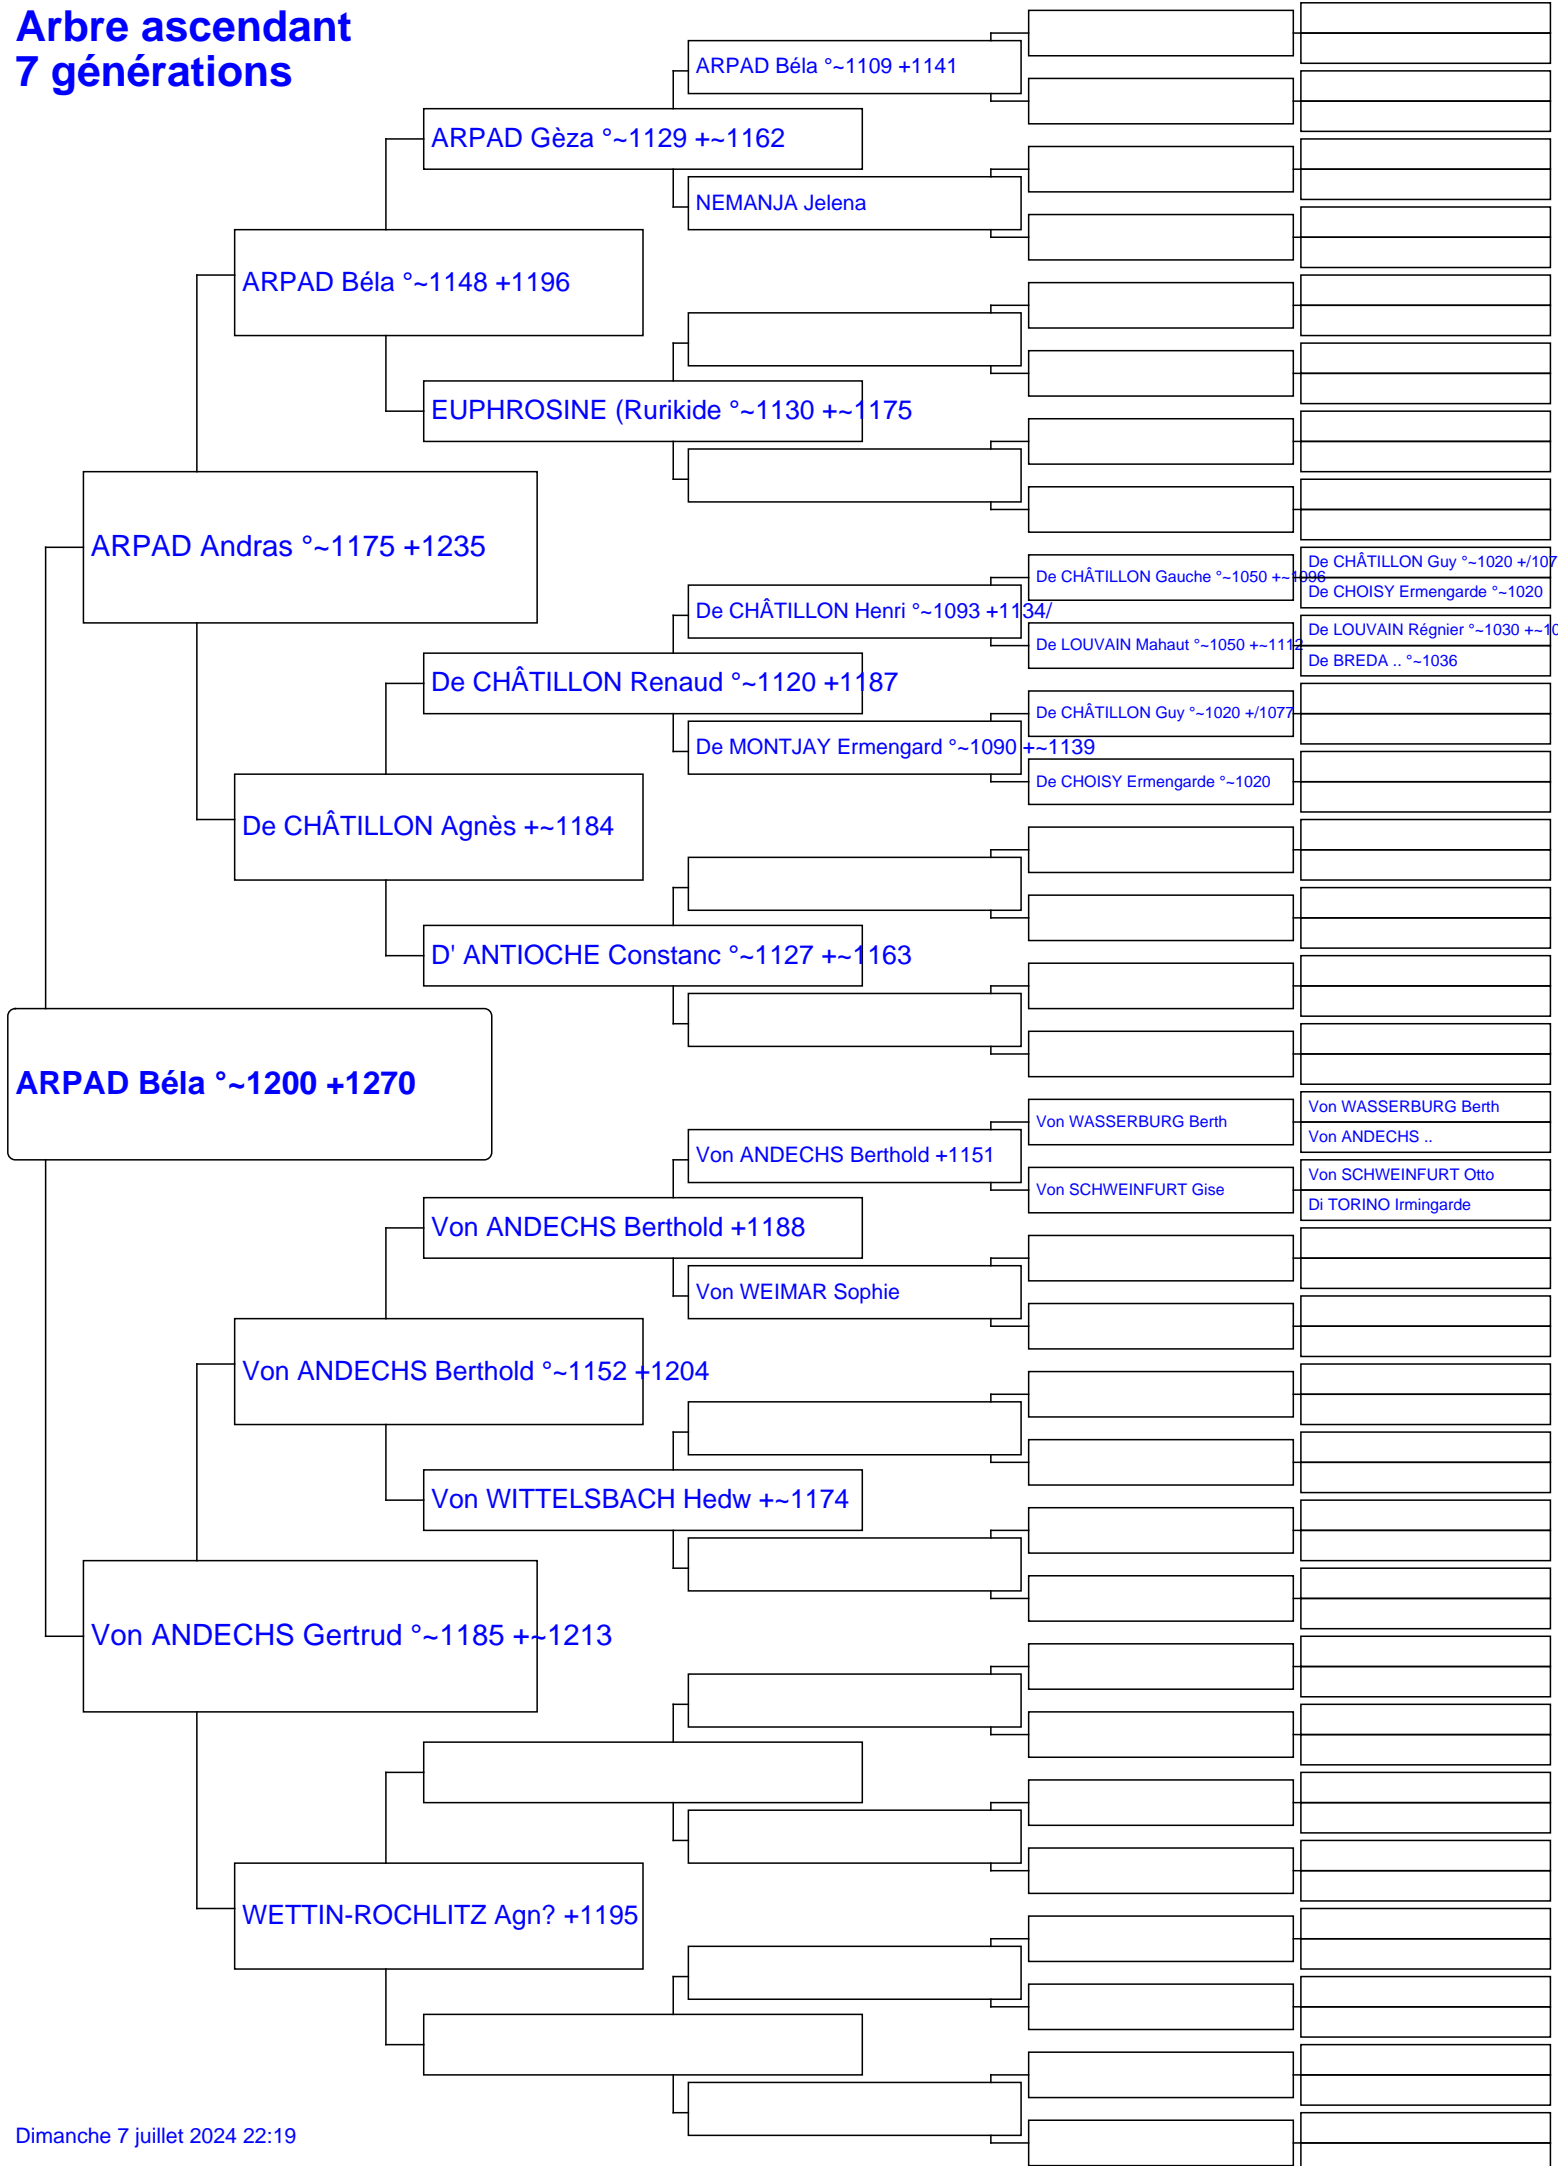 Arbre ascendant
7 générations
ARPAD Béla °~1109 +1141
ARPAD Gèza °~1129 +~1162
NEMANJA Jelena
ARPAD Béla °~1148 +1196
EUPHROSINE (Rurikide °~1130 +~1175
ARPAD Andras °~1175 +1235
De CHÂTILLON Guy °~1020 +/107
De CHÂTILLON Gauche °~1050 +~1096
De CHOISY Ermengarde °~1020
De CHÂTILLON Henri °~1093 +1134/
De LOUVAIN Régnier °~1030 +~10
De LOUVAIN Mahaut °~1050 +~1112
De BREDA .. °~1036
De CHÂTILLON Renaud °~1120 +1187
De CHÂTILLON Guy °~1020 +/1077
De MONTJAY Ermengard °~1090 +~1139
De CHOISY Ermengarde °~1020
De CHÂTILLON Agnès +~1184
D' ANTIOCHE Constanc °~1127 +~1163
ARPAD Béla °~1200 +1270
Von WASSERBURG Berth
Von WASSERBURG Berth
Von ANDECHS ..
Von ANDECHS Berthold +1151
Von SCHWEINFURT Otto
Von SCHWEINFURT Gise
Di TORINO Irmingarde
Von ANDECHS Berthold +1188
Von WEIMAR Sophie
Von ANDECHS Berthold °~1152 +1204
Von WITTELSBACH Hedw +~1174
Von ANDECHS Gertrud °~1185 +~1213
WETTIN-ROCHLITZ Agn? +1195
Dimanche 7 juillet 2024 22:19